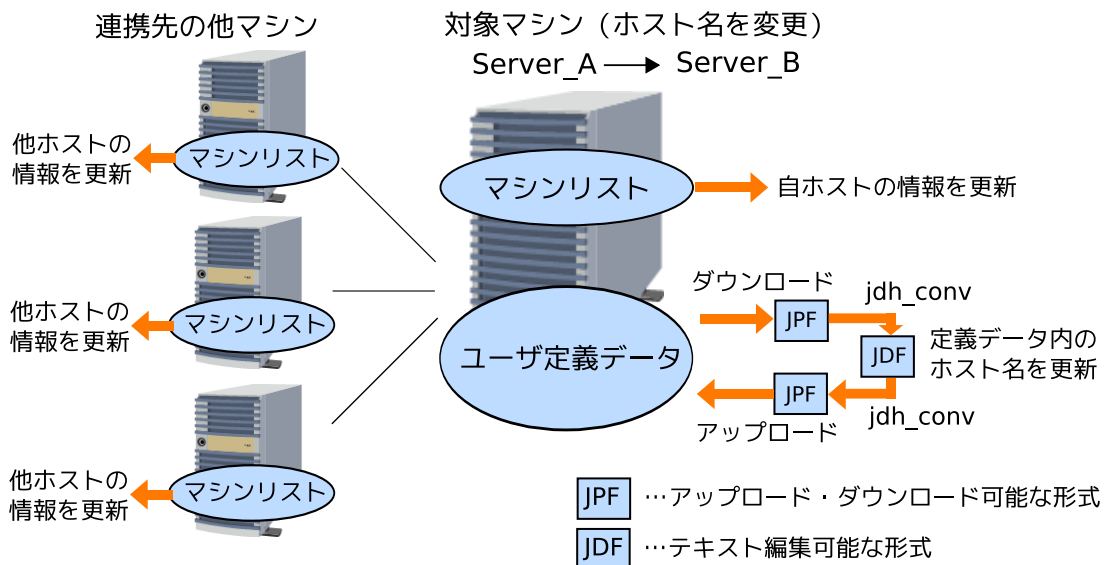 連携先の他マシン
対象マシン（ホスト名を変更）
Server_A
Server_B
他ホストの
情報を更新
マシンリスト
マシンリスト
自ホストの情報を更新
他ホストの
情報を更新
マシンリスト
ユーザ定義データ
ダウンロード
JPF
jdh_conv
JDF
定義データ内の
ホスト名を更新
JPF
アップロード
jdh_conv
他ホストの
情報を更新
マシンリスト
JPF …アップロード・ダウンロード可能な形式
JDF …テキスト編集可能な形式